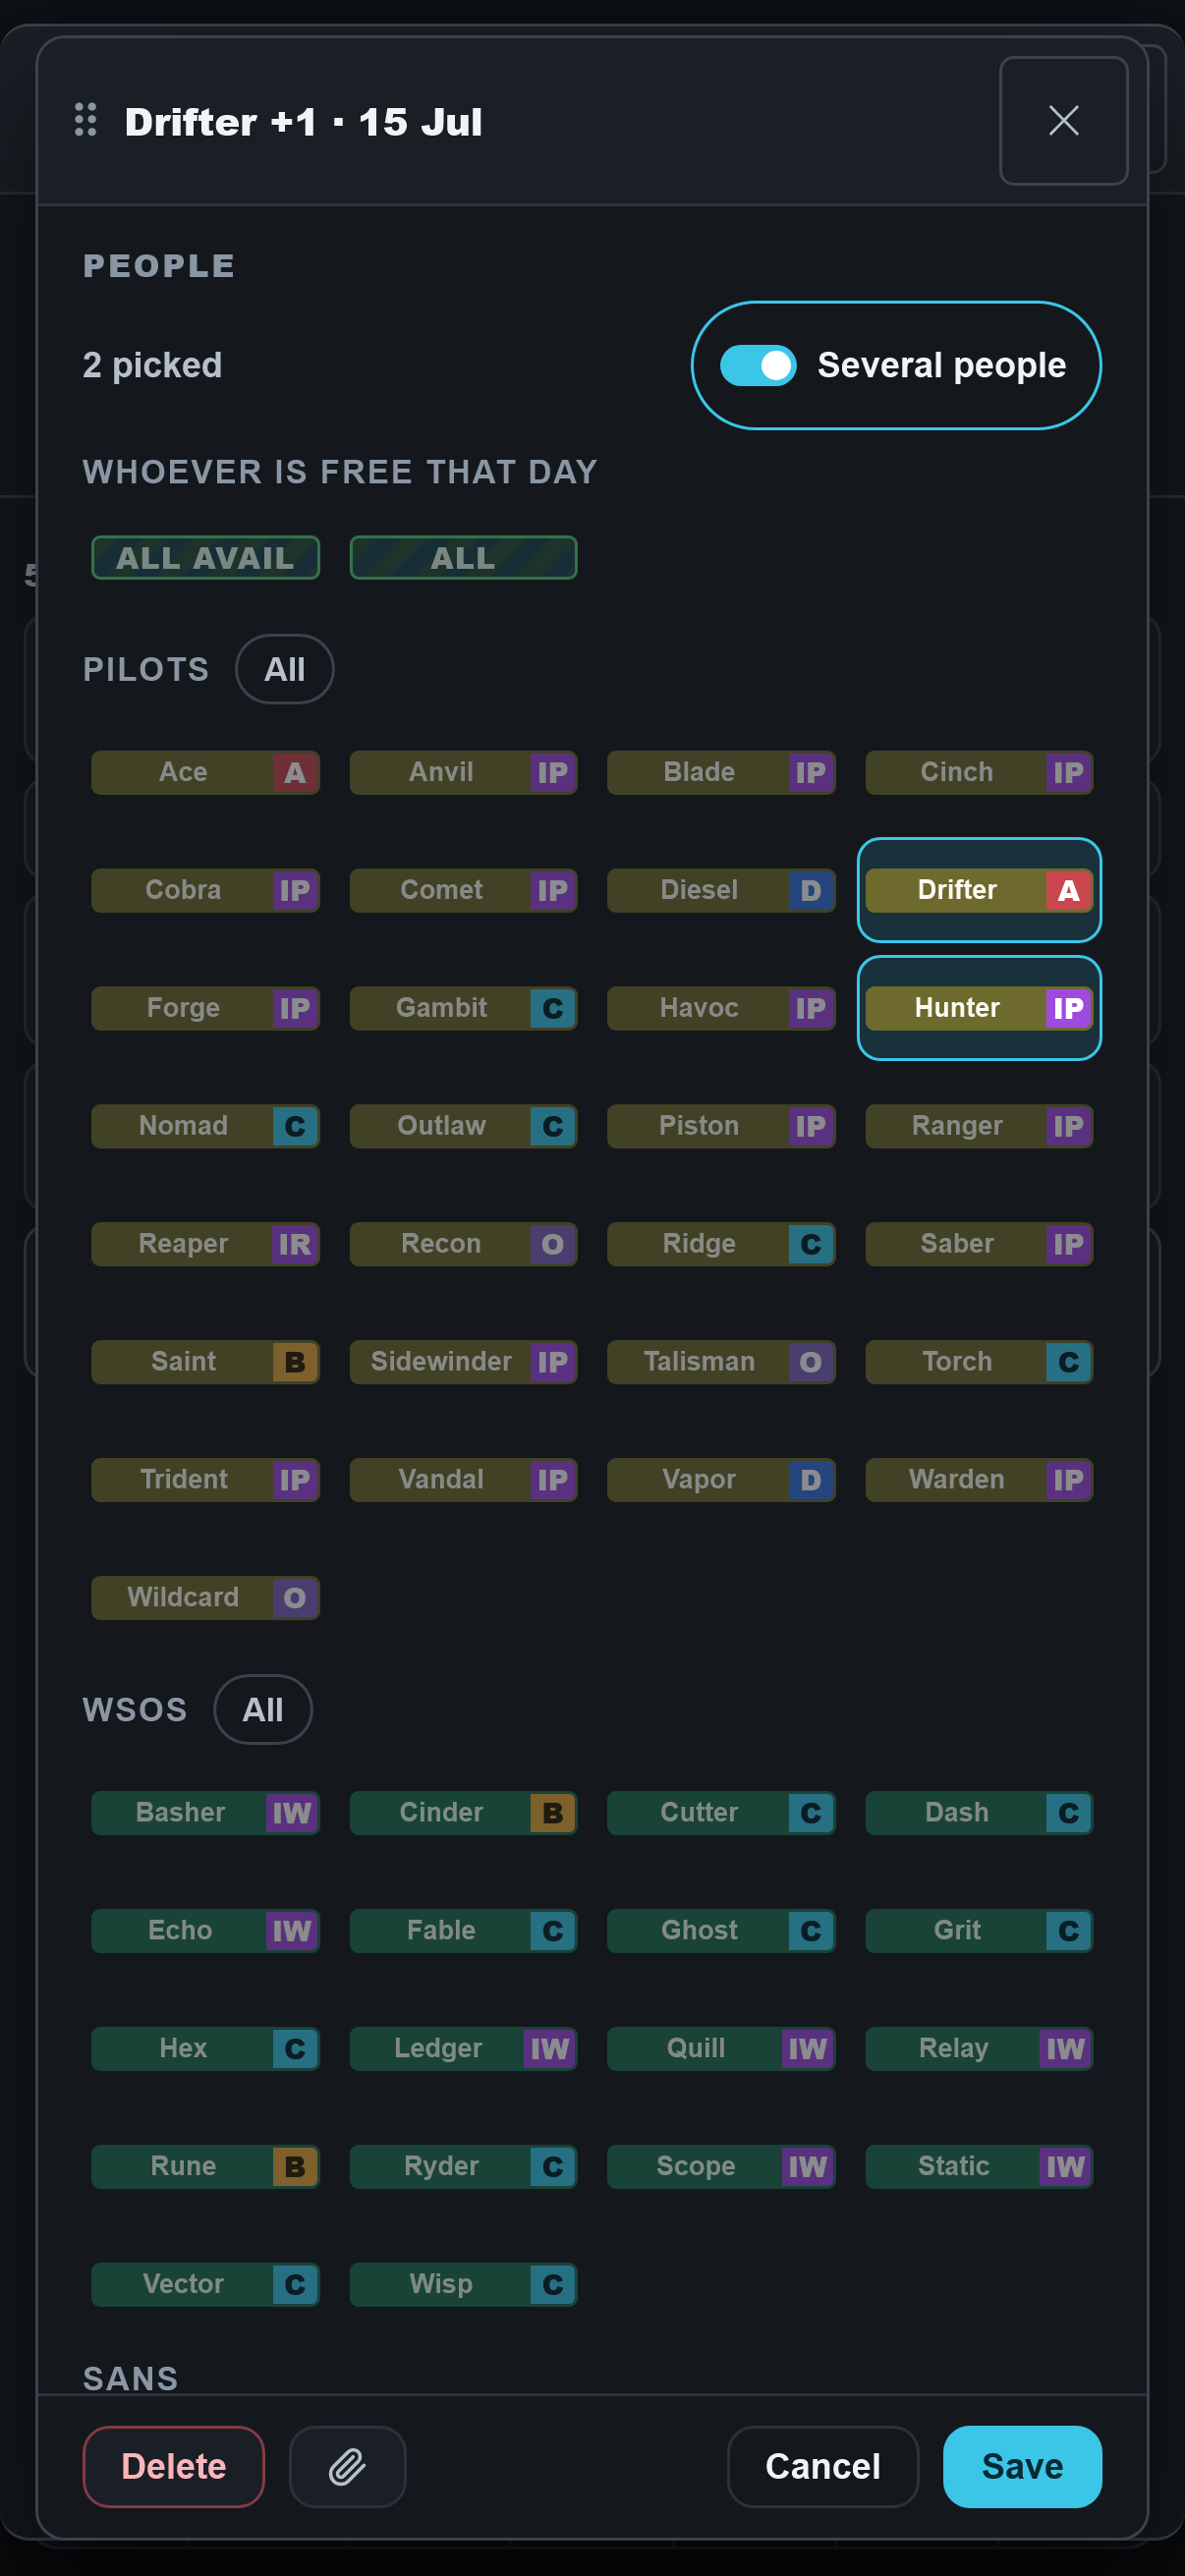 Drifter +1 · 15 Jul
PEOPLE
2 picked Several people
WHOEVER IS FREE THAT DAY
ALL AVAIL ALL
PILOTS All
Ace A Anvil IP Blade IP Cinch IP
Cobra IP Comet IP Diesel D Drifter A
Forge IP Gambit C Havoc IP Hunter IP
Nomad C Outlaw C Piston IP Ranger IP
Reaper IR Recon O Ridge C Saber IP
Saint B Sidewinder IP Talisman O Torch C
Trident IP Vandal IP Vapor D Warden IP
Wildcard O
WSOS All
Basher IW Cinder B Cutter C Dash C
Echo IW Fable C Ghost C Grit C
Hex C Ledger IW Quill IW Relay IW
Rune B Ryder C Scope IW Static IW
Vector C Wisp C
SANS
Delete Cancel Save